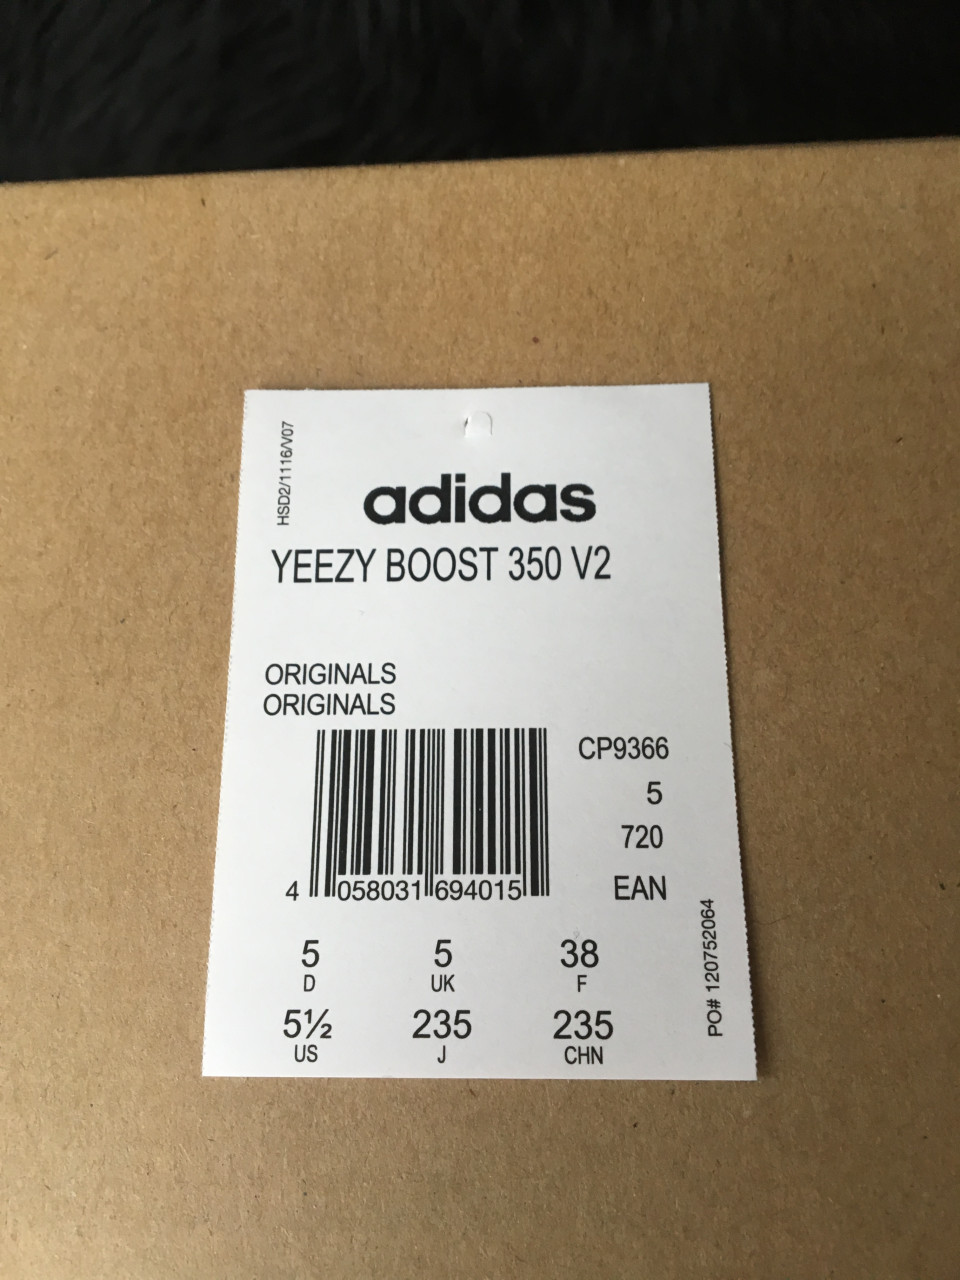 HSD2/1116/V07
adidas
YEEZY BOOST 350 V2
ORIGINALS
ORIGINALS
CP9366
5
720
EAN
4 058031 694015
5 5 38
D UK F
5½ 235 235
US J CHN
PO# 120752064